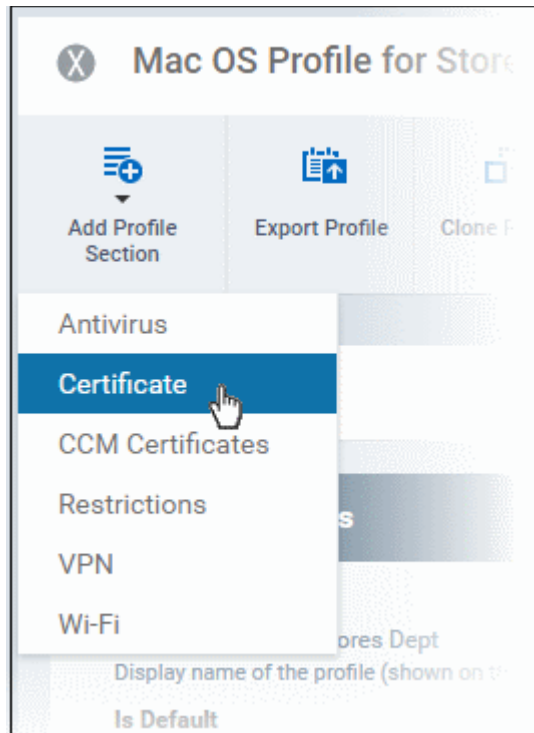 Mac OS Profile for Store
Add Profile
Section
Export Profile
Clone
Antivirus
Certificate
CCM Certificates
Restrictions
s
VPN
Wi-Fi
ores Dept
Display name of the profile (shown on
Is Default